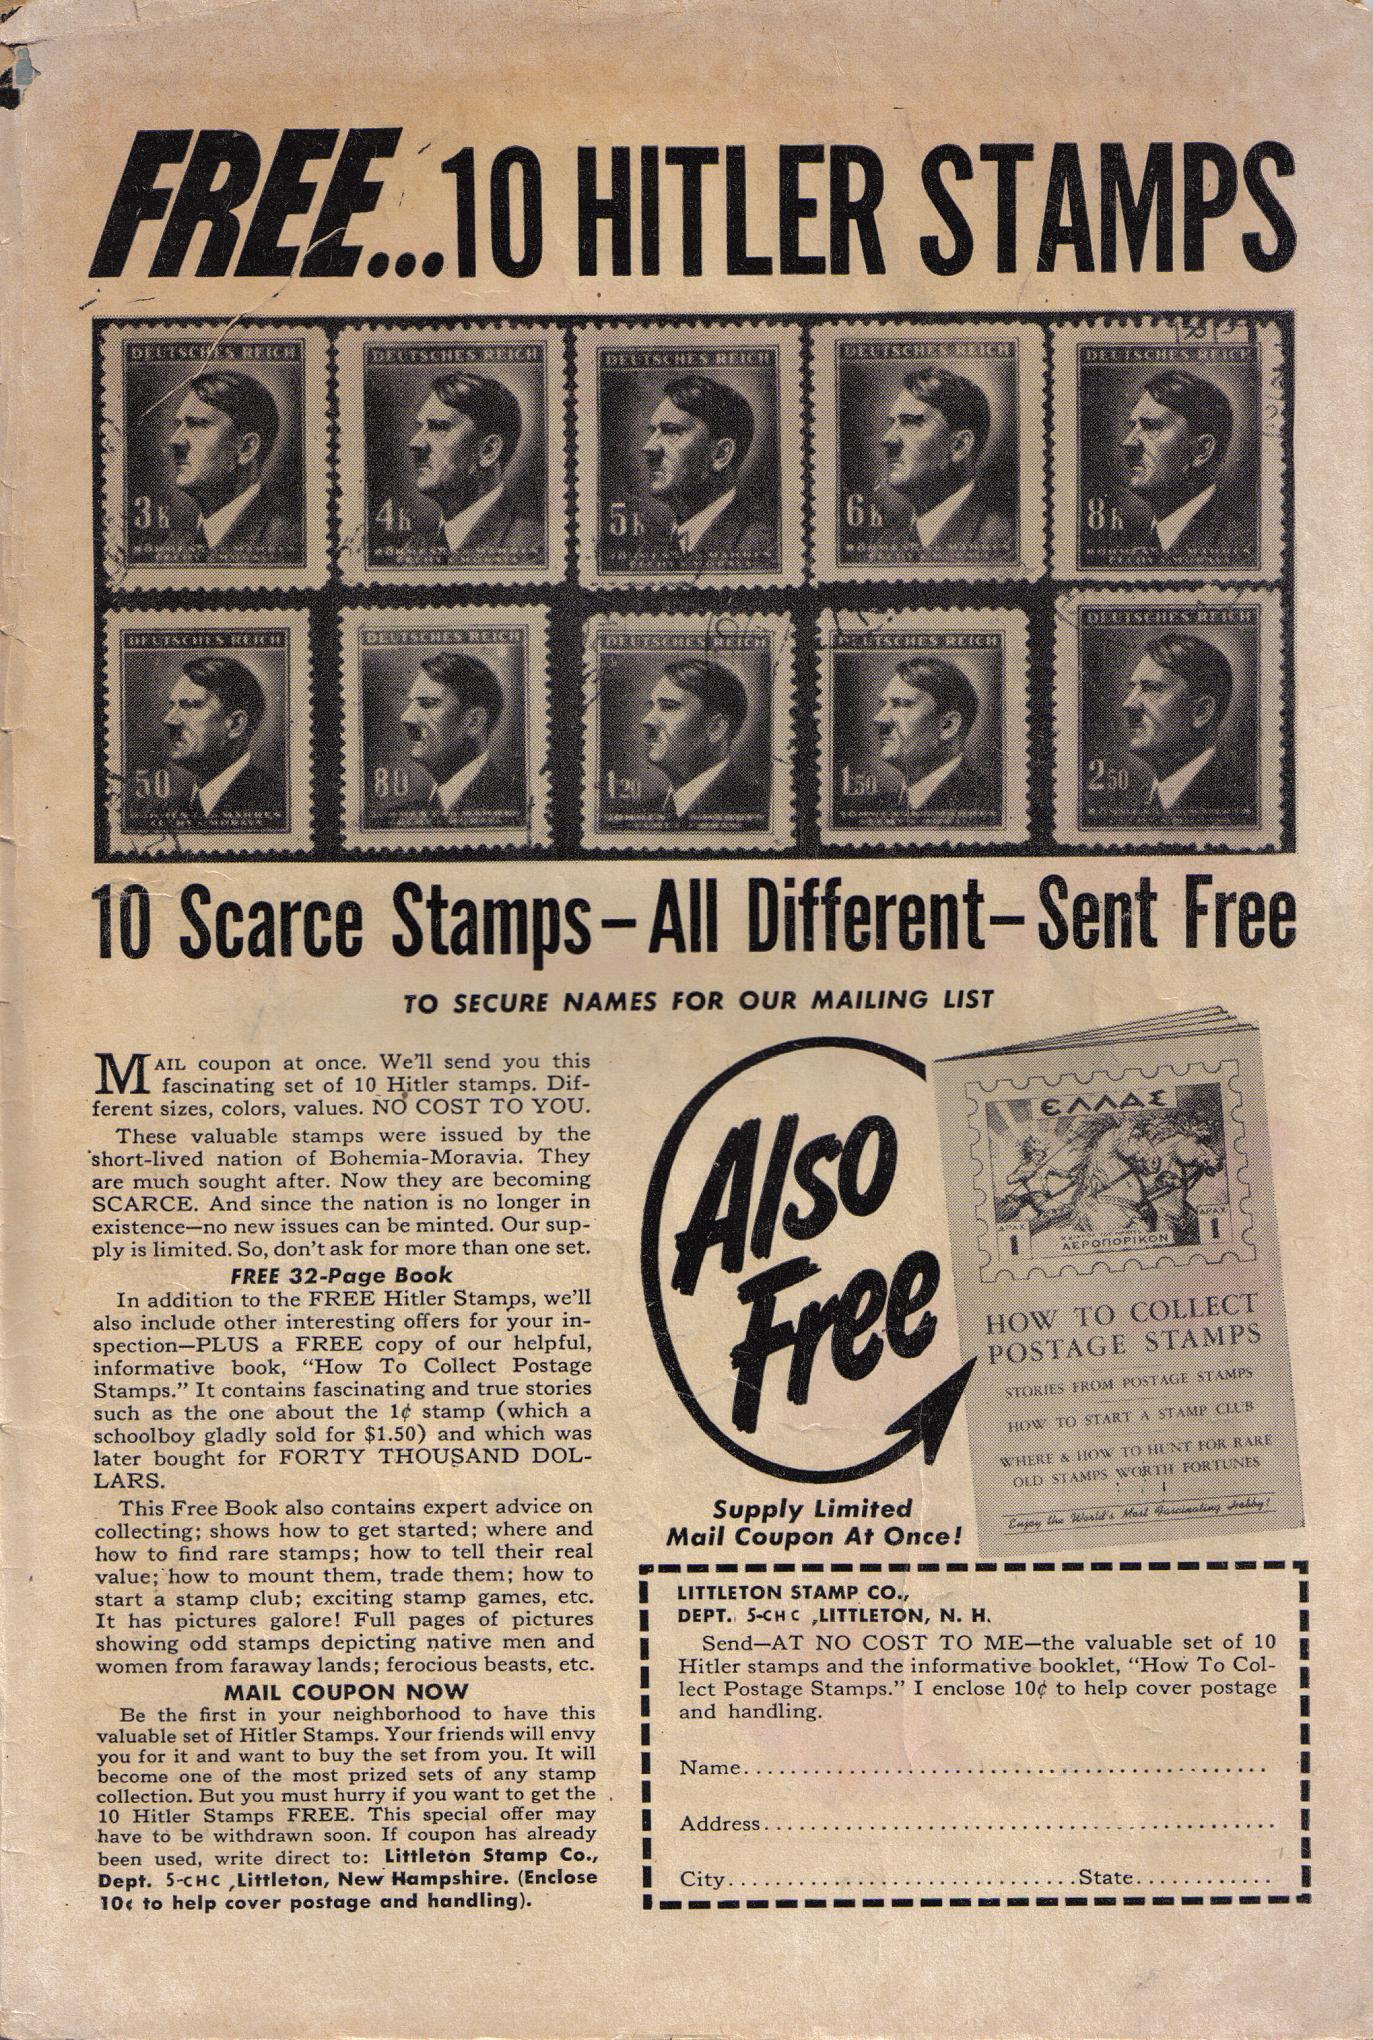 FREE...10 HITLER STAMPS
DEUTSCHES REICH
3K
DEUTSCHES REICH
4K
DEUTSCHES REICH
5K
DEUTSCHES REICH
6K
DEUTSCHES REICH
8K
DEUTSCHES REICH
50
DEUTSCHES REICH
80
DEUTSCHES REICH
1.20
DEUTSCHES REICH
1.50
DEUTSCHES REICH
2.50
10 Scarce Stamps–All Different–Sent Free
TO SECURE NAMES FOR OUR MAILING LIST
MAIL coupon at once. We'll send you this
fascinating set of 10 Hitler stamps. Dif-
ferent sizes, colors, values. NO COST TO YOU.
These valuable stamps were issued by the
short-lived nation of Bohemia-Moravia. They
are much sought after. Now they are becoming
SCARCE. And since the nation is no longer in
existence—no new issues can be minted. Our sup-
ply is limited. So, don't ask for more than one set.
FREE 32-Page Book
In addition to the FREE Hitler Stamps, we'll
also include other interesting offers for your in-
spection—PLUS a FREE copy of our helpful,
informative book, "How To Collect Postage
Stamps." It contains fascinating and true stories
such as the one about the 1¢ stamp (which a
schoolboy gladly sold for $1.50) and which was
later bought for FORTY THOUSAND DOL-
LARS.
This Free Book also contains expert advice on
collecting; shows how to get started; where and
how to find rare stamps; how to tell their real
value; how to mount them, trade them; how to
start a stamp club; exciting stamp games, etc.
It has pictures galore! Full pages of pictures
showing odd stamps depicting native men and
women from faraway lands; ferocious beasts, etc.
MAIL COUPON NOW
Be the first in your neighborhood to have this
valuable set of Hitler Stamps. Your friends will envy
you for it and want to buy the set from you. It will
become one of the most prized sets of any stamp
collection. But you must hurry if you want to get the
10 Hitler Stamps FREE. This special offer may
have to be withdrawn soon. If coupon has already
been used, write direct to: Littleton Stamp Co.,
Dept. 5-CHC ,Littleton, New Hampshire. (Enclose
10¢ to help cover postage and handling).
Also
Free
ΕΛΛΑΣ
ΔΡΑΧ. 1
ΔΡΑΧ. 1
ΑΕΡΟΠΟΡΙΚΟΝ
HOW TO COLLECT
POSTAGE STAMPS
STORIES FROM POSTAGE STAMPS
HOW TO START A STAMP CLUB
WHERE & HOW TO HUNT FOR RARE
OLD STAMPS WORTH FORTUNES
Enjoy the World's Most Fascinating Hobby!
Supply Limited
Mail Coupon At Once!
LITTLETON STAMP CO.,
DEPT. 5-CHC ,LITTLETON, N. H.
Send—AT NO COST TO ME—the valuable set of 10
Hitler stamps and the informative booklet, "How To Col-
lect Postage Stamps." I enclose 10¢ to help cover postage
and handling.
Name
Address
City State